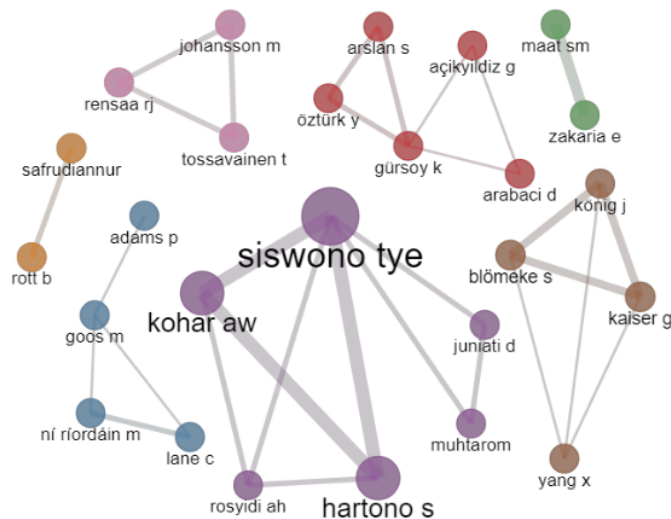 johansson m
arslan s
açikyildiz g
maat sm
rensaa rj
öztürk y
zakaria e
tossavainen t
gürsoy k
safrudiannur
arabaci d
könig j
adams p
siswono tye
rott b
blömeke s
kohar aw
kaiser g
goos m
juniati d
ní ríordáin m
muhtarom
lane c
yang x
rosyidi ah
hartono s